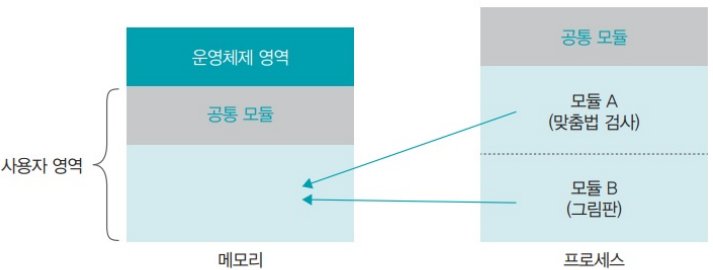 운영체제 영역
공통 모듈
사용자 영역
메모리
공통 모듈
모듈 A
(맞춤법 검사)
모듈 B
(그림판)
프로세스